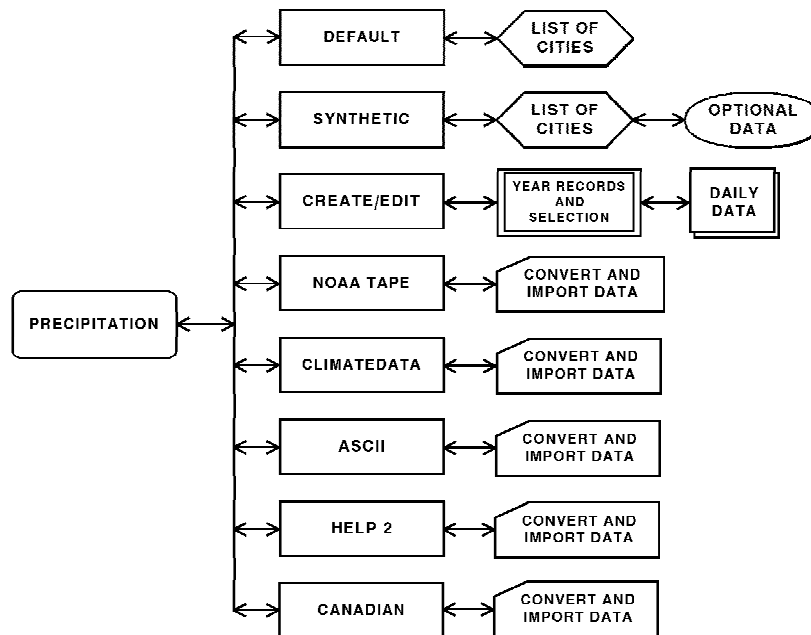 DEFAULT
LIST OF
CITIES
SYNTHETIC
LIST OF
CITIES
OPTIONAL
DATA
CREATE/EDIT
YEAR RECORDS
AND
SELECTION
DAILY
DATA
NOAA TAPE
CONVERT AND
IMPORT DATA
PRECIPITATION
CLIMATEDATA
CONVERT AND
IMPORT DATA
ASCII
CONVERT AND
IMPORT DATA
HELP 2
CONVERT AND
IMPORT DATA
CANADIAN
CONVERT AND
IMPORT DATA